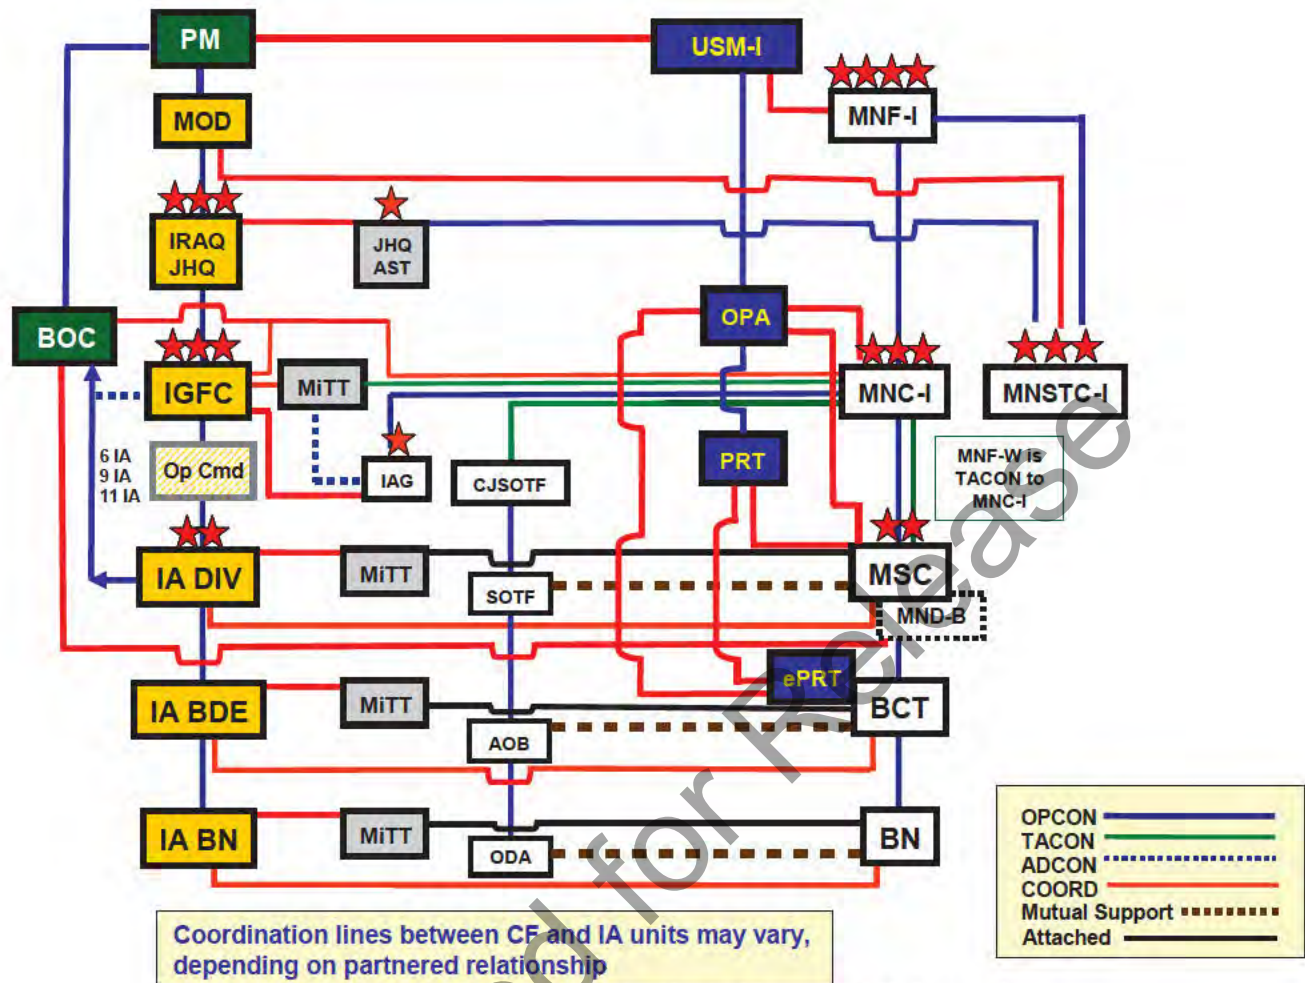 PM
USM-I
MNF-I
MOD
IRAQ
JHQ
JHQ
AST
BOC
OPA
IGFC
MiTT
MNC-I
MNSTC-I
6 IA
9 IA
11 IA
Op Cmd
IAG
CJSOTF
PRT
MNF-W is
TACON to
MNC-I
IA DIV
MiTT
SOTF
MSC
MND-B
ePRT
IA BDE
MiTT
AOB
BCT
IA BN
MiTT
ODA
BN
OPCON
TACON
ADCON
COORD
Mutual Support
Attached
Coordination lines between CF and IA units may vary,
depending on partnered relationship
d for Release